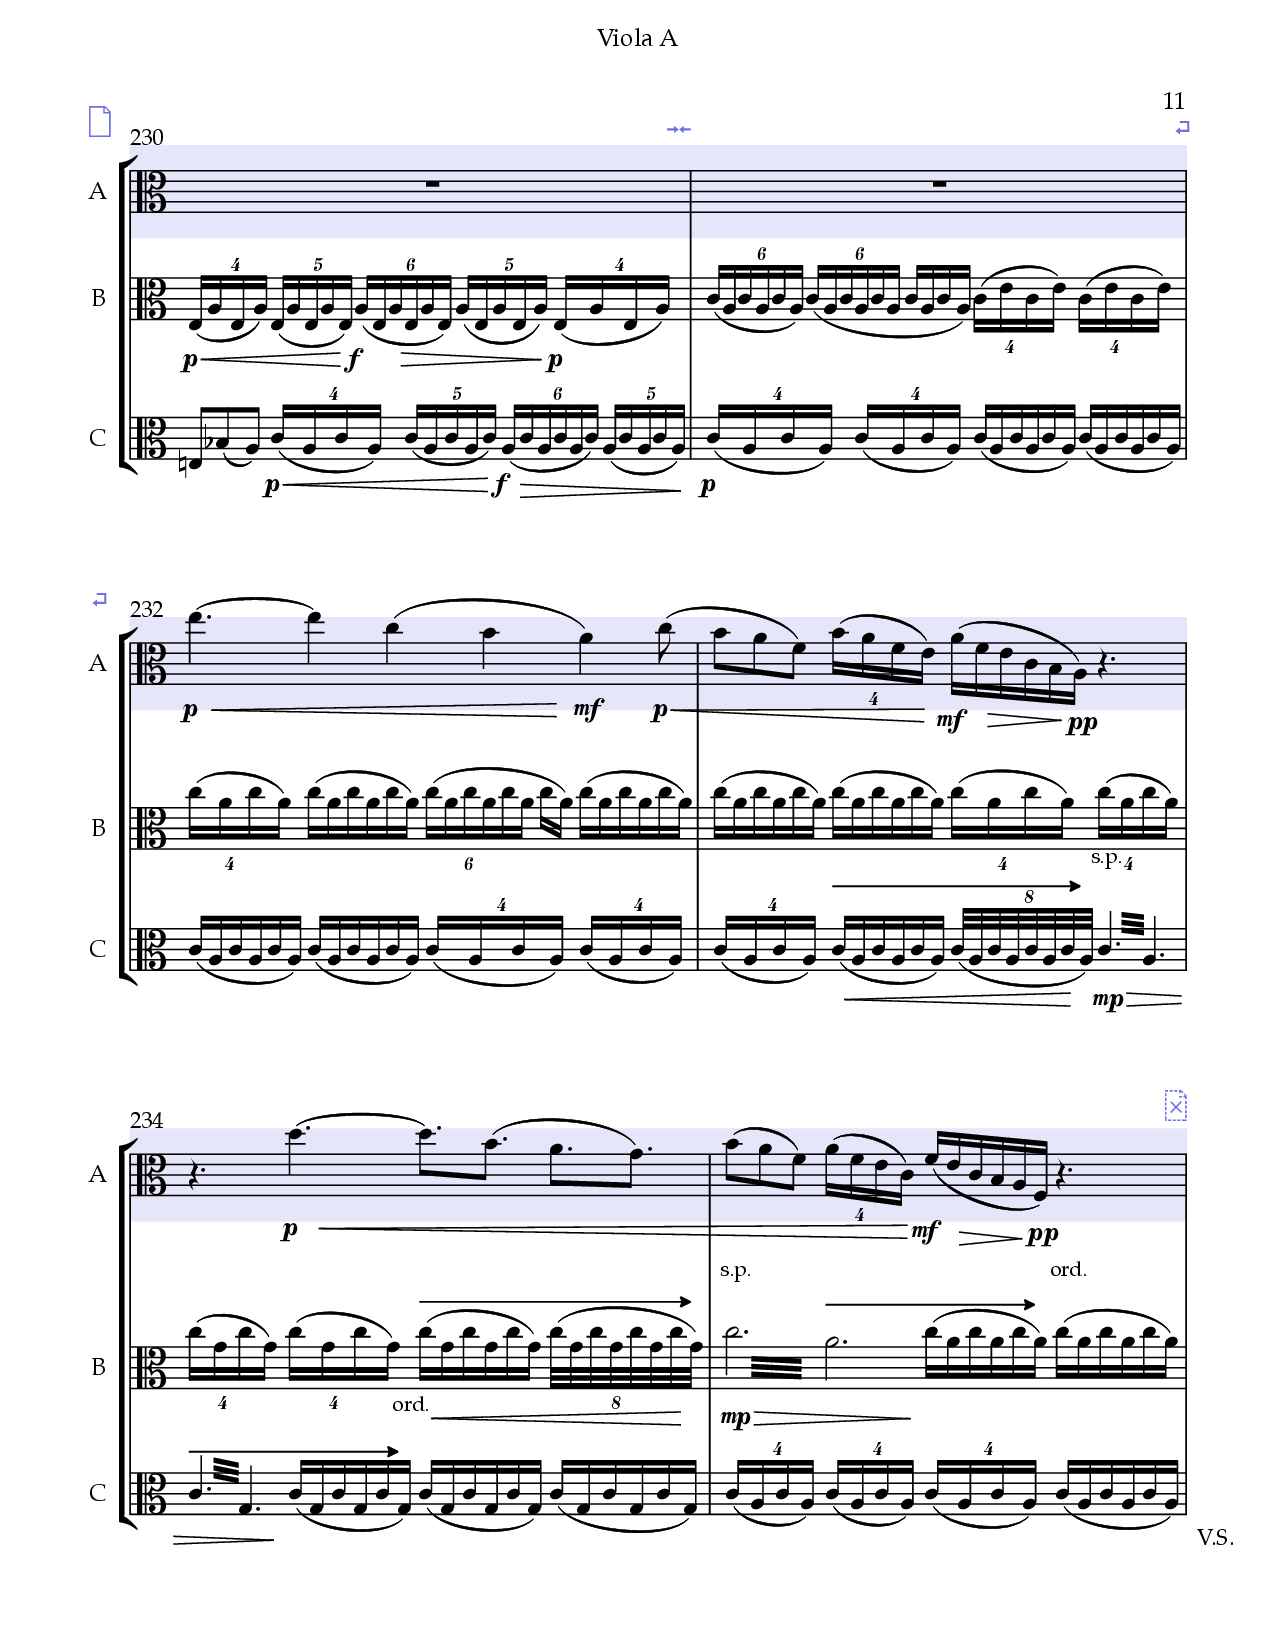 Viola A
11
230
A
4 5 6 5 4 6 6
B
4 4
p f p
4 5 6 5 4 4
C
p f p
232
A
p mf p 4 mf pp
B
s.p.
4 6 4 4
4 4 4 8
C
mp
234
A
p 4 mf pp
s.p. ord.
B
4 4 ord. 8
mp
4 4 4
C
V.S.